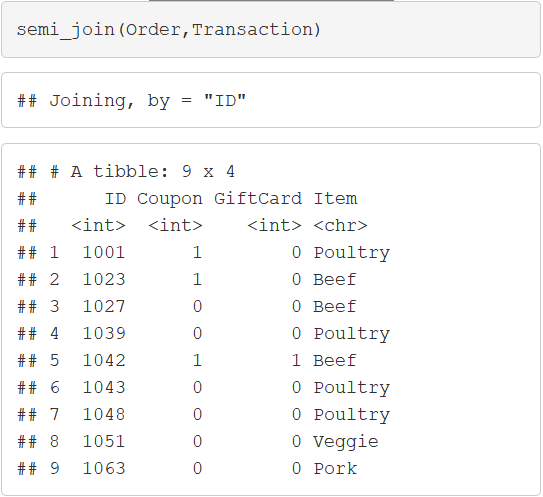 semi_join(Order,Transaction)
## Joining, by = "ID"
## # A tibble: 9 x 4
##      ID Coupon GiftCard Item
##   <int>  <int>    <int> <chr>
## 1  1001      1        0 Poultry
## 2  1023      1        0 Beef
## 3  1027      0        0 Beef
## 4  1039      0        0 Poultry
## 5  1042      1        1 Beef
## 6  1043      0        0 Poultry
## 7  1048      0        0 Poultry
## 8  1051      0        0 Veggie
## 9  1063      0        0 Pork